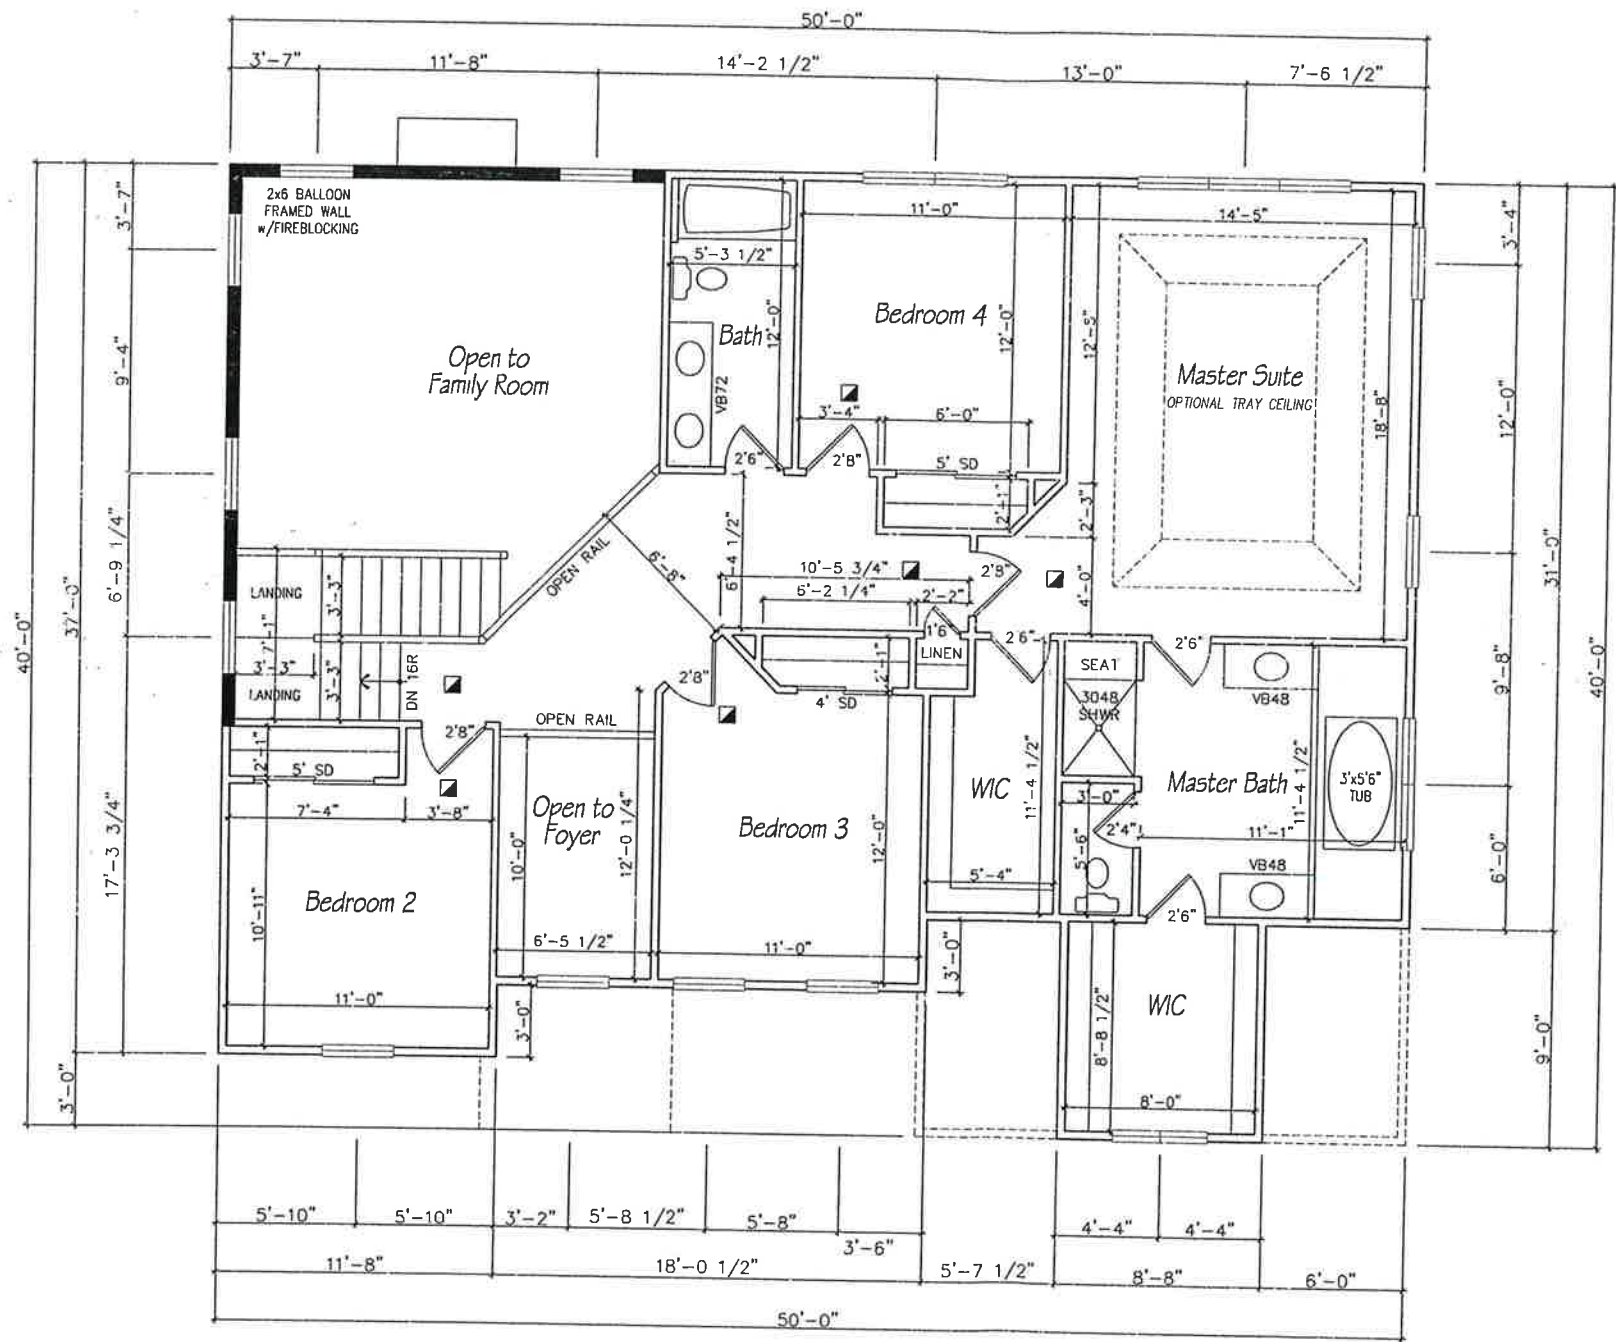 50'-0"
3'-7"
11'-8"
14'-2 1/2"
13'-0"
7'-6 1/2"
2x6 BALLOON
FRAMED WALL
w/FIREBLOCKING
3'-7"
9'-4"
6'-9 1/4"
17'-3 3/4"
37'-0"
40'-0"
3'-0"
Open to
Family Room
5'-3 1/2"
Bath
12'-0"
VB72
2'6"
11'-0"
Bedroom 4
12'-0"
3'-4"
6'-0"
2'8"
5' SD
2'-1"
14'-5"
12'-5"
Master Suite
OPTIONAL TRAY CEILING
18'-8"
2'-3"
4'-0"
3'-4"
12'-0"
9'-8"
6'-0"
31'-0"
9'-0"
40'-0"
OPEN RAIL
6'-8"
6'-4 1/2"
10'-5 3/4"
6'-2 1/4"
2'-2"
2'8"
1'6"
LINEN
2'6"
LANDING
7'-1"
3'-3"
3'-3"
3'-3"
LANDING
DN 16R
2'8"
2'-1"
5' SD
7'-4"
3'-8"
Bedroom 2
10'-11"
11'-0"
OPEN RAIL
Open to
Foyer
10'-0"
12'-0 1/4"
6'-5 1/2"
3'-0"
2'8"
2'-1"
4' SD
Bedroom 3
12'-0"
11'-0"
WIC
11'-4 1/2"
5'-4"
3'-0"
SEAT
3048
SHWR
2'6"
VB48
Master Bath
11'-4 1/2"
3'x5'6"
TUB
3'-0"
2'4"
5'-6"
11'-1"
VB48
2'6"
WIC
8'-8 1/2"
8'-0"
5'-10"
5'-10"
3'-2"
5'-8 1/2"
5'-8"
3'-6"
4'-4"
4'-4"
11'-8"
18'-0 1/2"
5'-7 1/2"
8'-8"
6'-0"
50'-0"